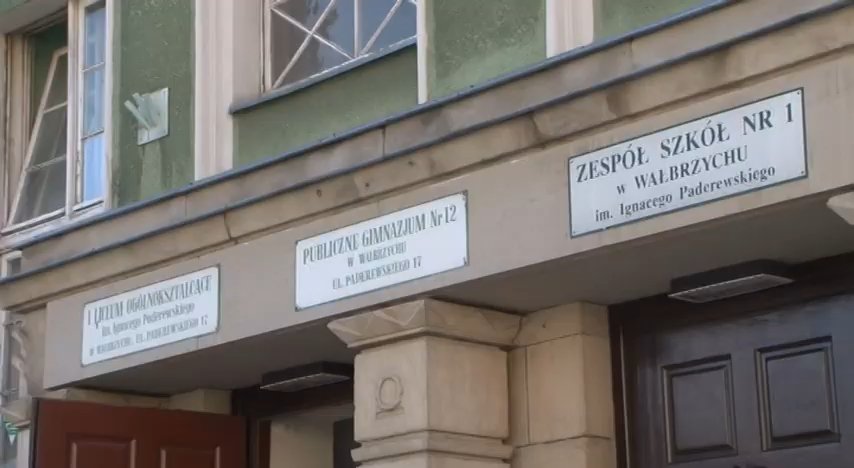 I LICEUM OGÓLNOKSZTAŁCĄCE
im. Ignacego Paderewskiego
W WAŁBRZYCHU, UL. PADEREWSKIEGO 17
PUBLICZNE GIMNAZJUM Nr 12
W WAŁBRZYCHU
UL. PADEREWSKIEGO 17
ZESPÓŁ SZKÓŁ NR 1
w WAŁBRZYCHU
im. Ignacego Paderewskiego